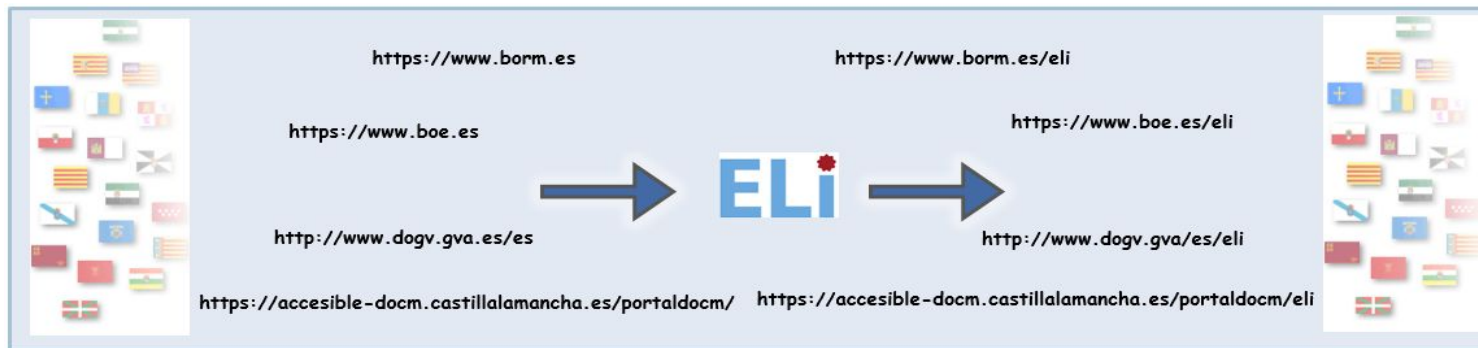 https://www.borm.es
https://www.boe.es
http://www.dogv.gva.es/es
https://accesible-docm.castillalamancha.es/portaldocm/
ELi
https://www.borm.es/eli
https://www.boe.es/eli
http://www.dogv.gva/es/eli
https://accesible-docm.castillalamancha.es/portaldocm/eli